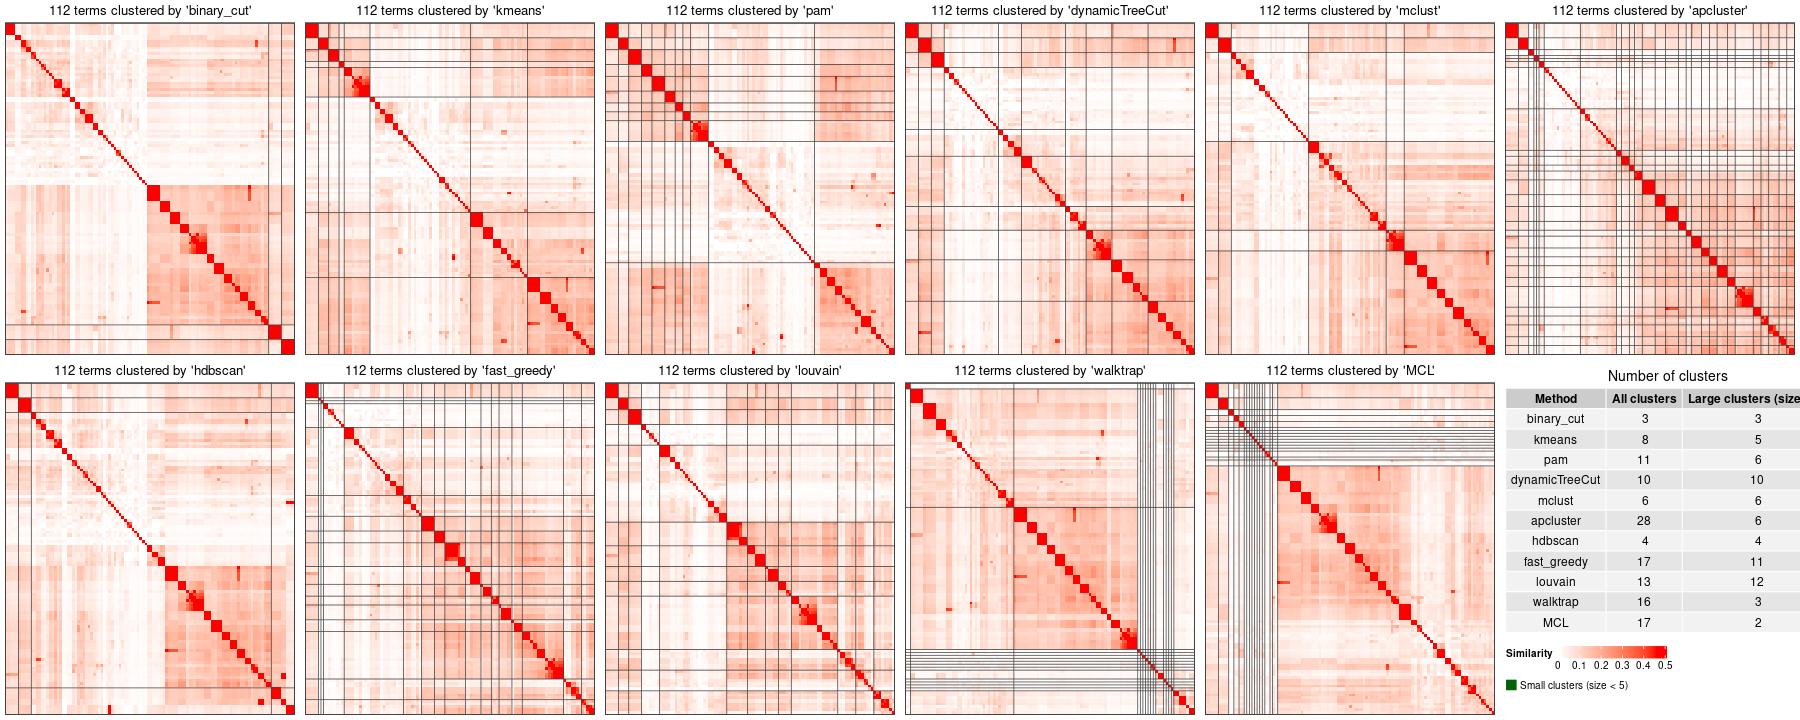 112 terms clustered by 'binary_cut'
112 terms clustered by 'kmeans'
112 terms clustered by 'pam'
112 terms clustered by 'dynamicTreeCut'
112 terms clustered by 'mclust'
112 terms clustered by 'apcluster'
112 terms clustered by 'hdbscan'
112 terms clustered by 'fast_greedy'
112 terms clustered by 'louvain'
112 terms clustered by 'walktrap'
112 terms clustered by 'MCL'
Number of clusters
Method All clusters Large clusters (size
binary_cut 3 3
kmeans 8 5
pam 11 6
dynamicTreeCut 10 10
mclust 6 6
apcluster 28 6
hdbscan 4 4
fast_greedy 17 11
louvain 13 12
walktrap 16 3
MCL 17 2
Similarity
0 0.1 0.2 0.3 0.4 0.5
Small clusters (size < 5)